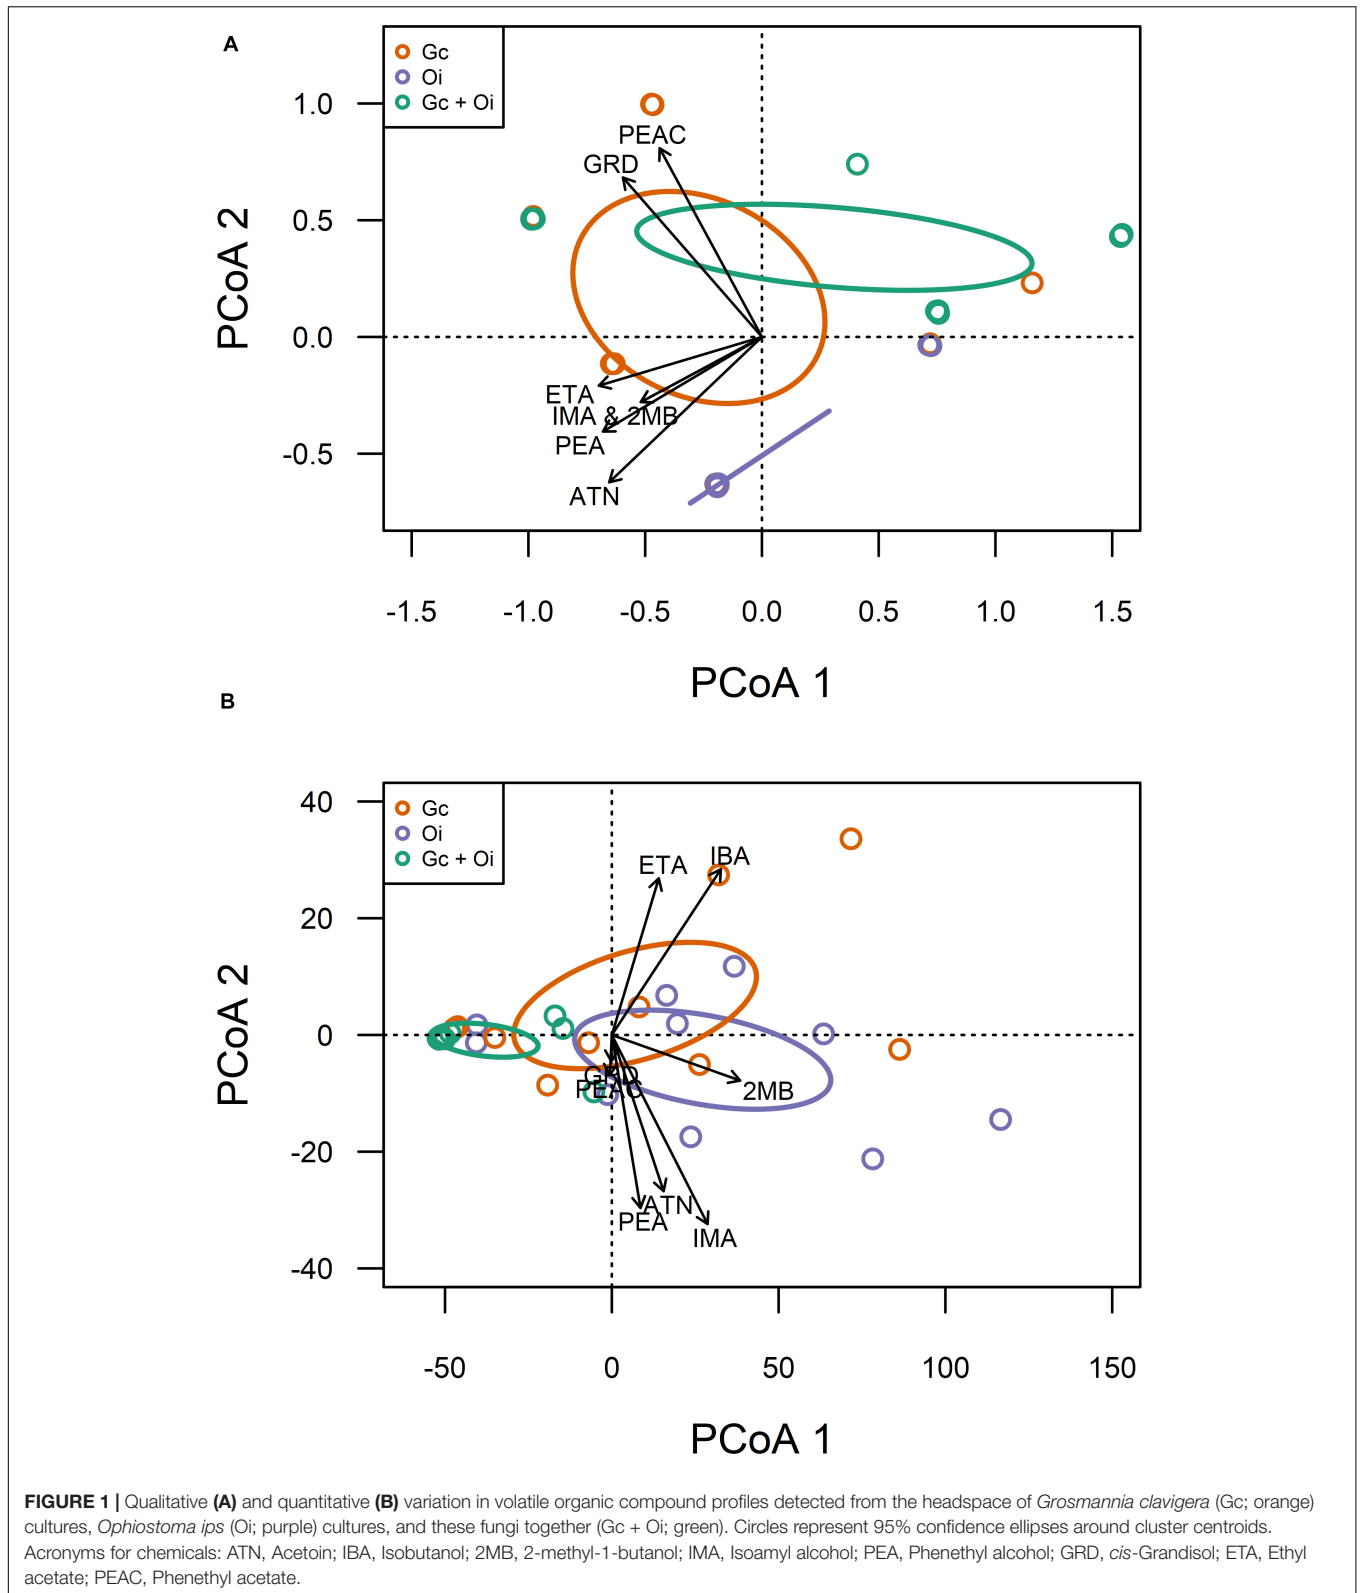 A
Gc
Oi
Gc + Oi
PEAC
GRD
ETA
IMA & 2MB
PEA
ATN
1.0
0.5
0.0
-0.5
PCoA 2
-1.5 -1.0 -0.5 0.0 0.5 1.0 1.5
PCoA 1
B
Gc
Oi
Gc + Oi
ETA
IBA
GRD
PEAC
2MB
ATN
PEA
IMA
40
20
0
-20
-40
PCoA 2
-50 0 50 100 150
PCoA 1
FIGURE 1 | Qualitative (A) and quantitative (B) variation in volatile organic compound profiles detected from the headspace of Grosmannia clavigera (Gc; orange)
cultures, Ophiostoma ips (Oi; purple) cultures, and these fungi together (Gc + Oi; green). Circles represent 95% confidence ellipses around cluster centroids.
Acronyms for chemicals: ATN, Acetoin; IBA, Isobutanol; 2MB, 2-methyl-1-butanol; IMA, Isoamyl alcohol; PEA, Phenethyl alcohol; GRD, cis-Grandisol; ETA, Ethyl
acetate; PEAC, Phenethyl acetate.